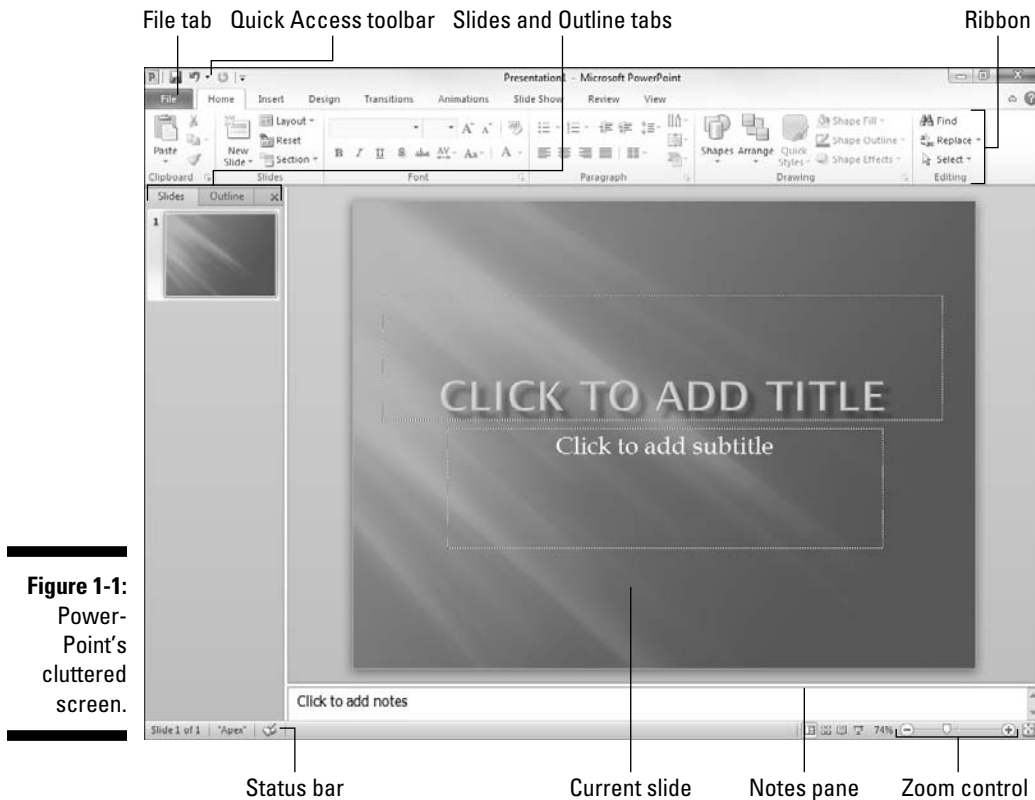 File tab Quick Access toolbar Slides and Outline tabs Ribbon
Presentation1 - Microsoft PowerPoint
File Home Insert Design Transitions Animations Slide Show Review View
Layout Shape Fill Find
Reset Shape Outline Replace
Paste New Slide Section B I U S abc AV Aa A Shapes Arrange Quick Styles Shape Effects Select
Clipboard Slides Font Paragraph Drawing Editing
Slides Outline
1
CLICK TO ADD TITLE
Click to add subtitle
Figure 1-1:
Power-
Point's
cluttered
screen.
Click to add notes
Slide 1 of 1 "Apex" 74%
Status bar Current slide Notes pane Zoom control